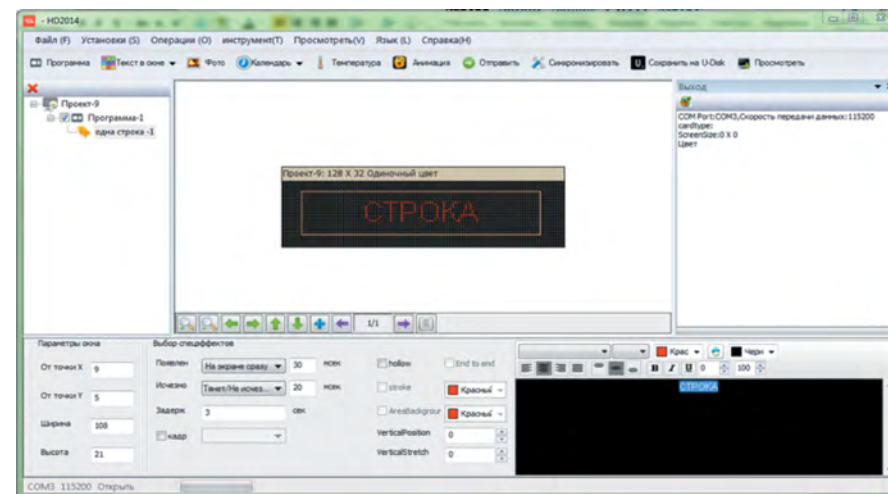 - HD2014
Файл (F) Установки (S) Операции (O) инструмент(T) Просмотреть(V) Язык (L) Справка(H)
Программа Текст в окне Фото Календарь Температура Анимация Отправить Синхронизировать Сохранить на U-Disk Просмотреть
Выход
COM Port:COM3,Скорость передачи данных:115200
cardtype:
ScreenSize:0 X 0
Цвет
Проект-9
Программа-1
одна строка -1
Проект-9: 128 X 32 Одиночный цвет
СТРОКА
1/1
Параметры окна
От точки X 9
От точки Y 5
Ширина 108
Высота 21
Выбор спецэффектов
Появлен На экране сразу 30 мсек
Исчезно Танет/Не исчез... 20 мсек
Задерж 3 сек
кадр
hollow End to end
stroke Красный
AreaBackgrour Красный
VerticalPosition 0
VerticalStretch 0
Крас Черн
B I U 0 100
СТРОКА
COM3 115200 Открыть